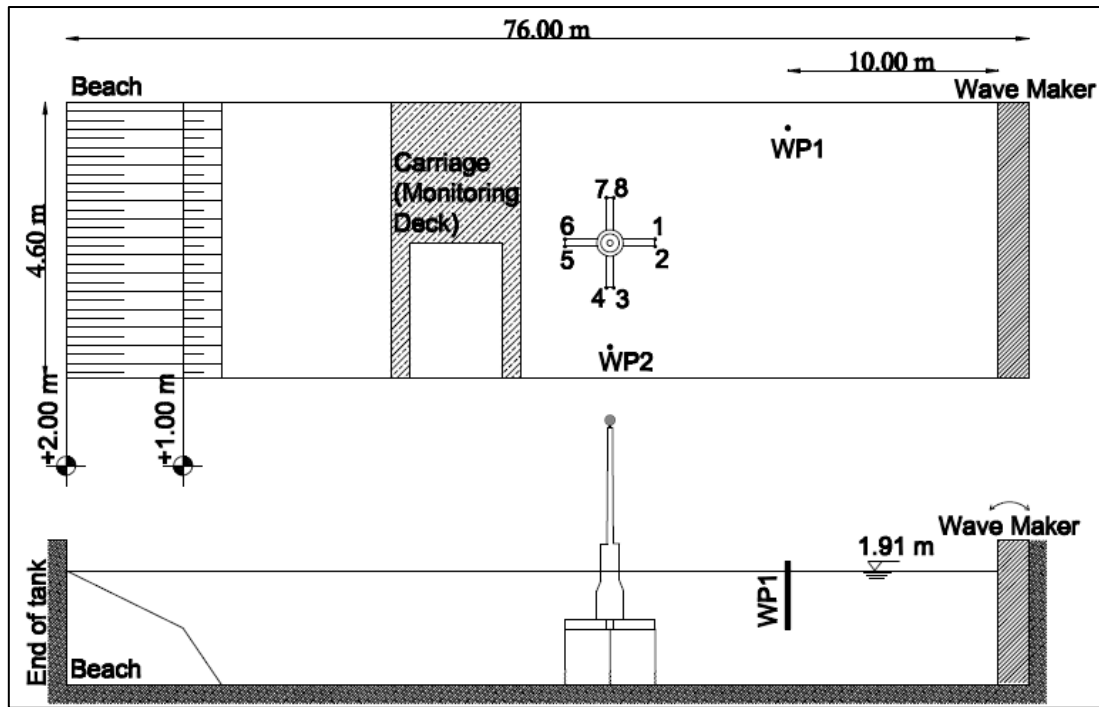 76.00 m
10.00 m
Beach
Wave Maker
WP1
Carriage
(Monitoring
Deck)
7 8
6
1
5
2
4 3
4.60 m
WP2
+2.00 m
+1.00 m
Wave Maker
1.91 m
WP1
End of tank
Beach